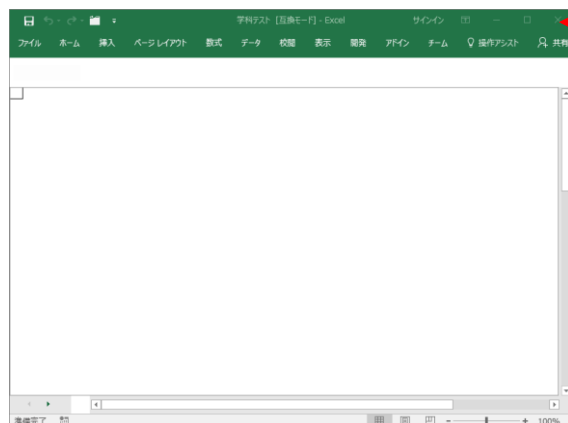 学科テスト [互換モード] - Excel サインイン
ファイル ホーム 挿入 ページ レイアウト 数式 データ 校閲 表示 開発 アドイン チーム 操作アシスト 共有
準備完了 100%